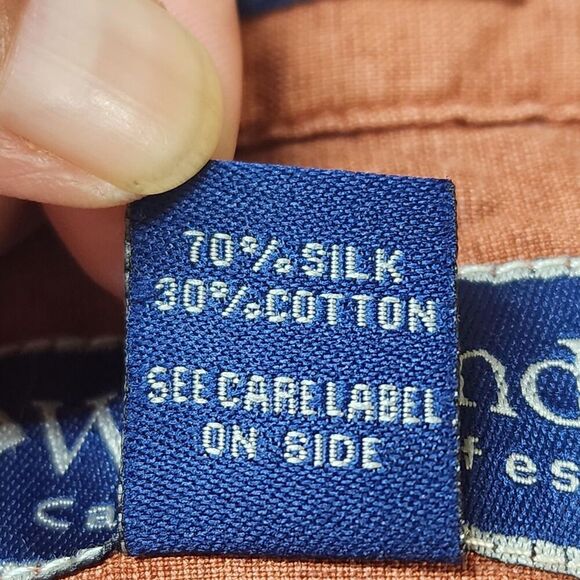 70% SILK
30% COTTON
SEE CARE LABEL
ON SIDE